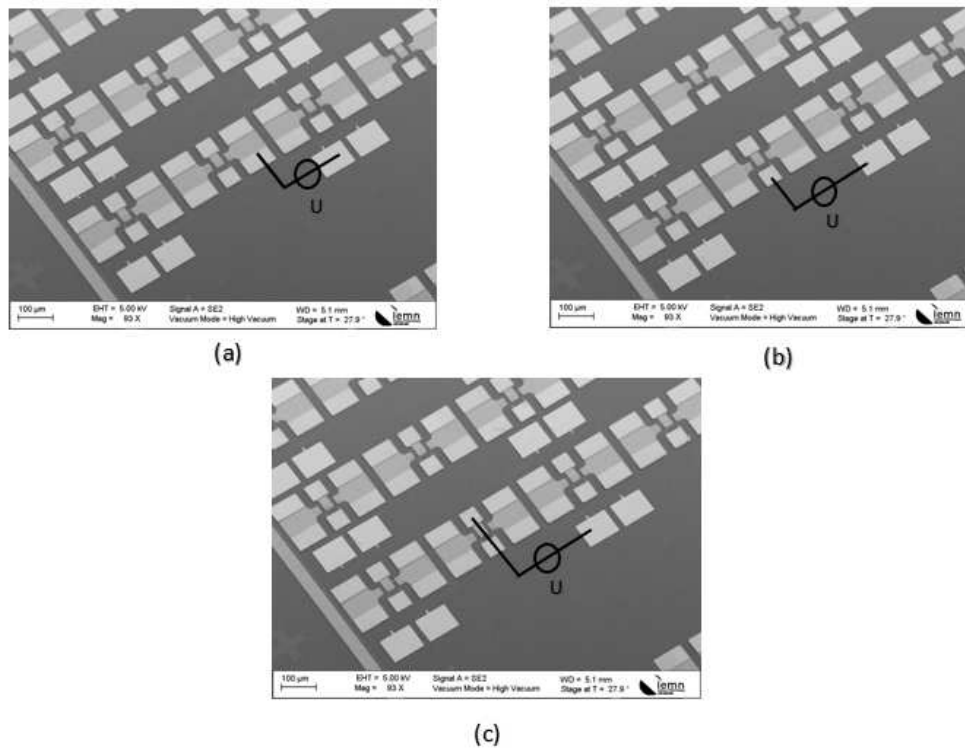 U
100 µm
EHT = 5.00 kV
Mag = 93 X
Signal A = SE2
Vacuum Mode = High Vacuum
WD = 5.1 mm
Stage at T = 27.9 °
iemn
(a)
U
100 µm
EHT = 5.00 kV
Mag = 93 X
Signal A = SE2
Vacuum Mode = High Vacuum
WD = 5.1 mm
Stage at T = 27.9 °
iemn
(b)
U
100 µm
EHT = 5.00 kV
Mag = 93 X
Signal A = SE2
Vacuum Mode = High Vacuum
WD = 5.1 mm
Stage at T = 27.9 °
iemn
(c)